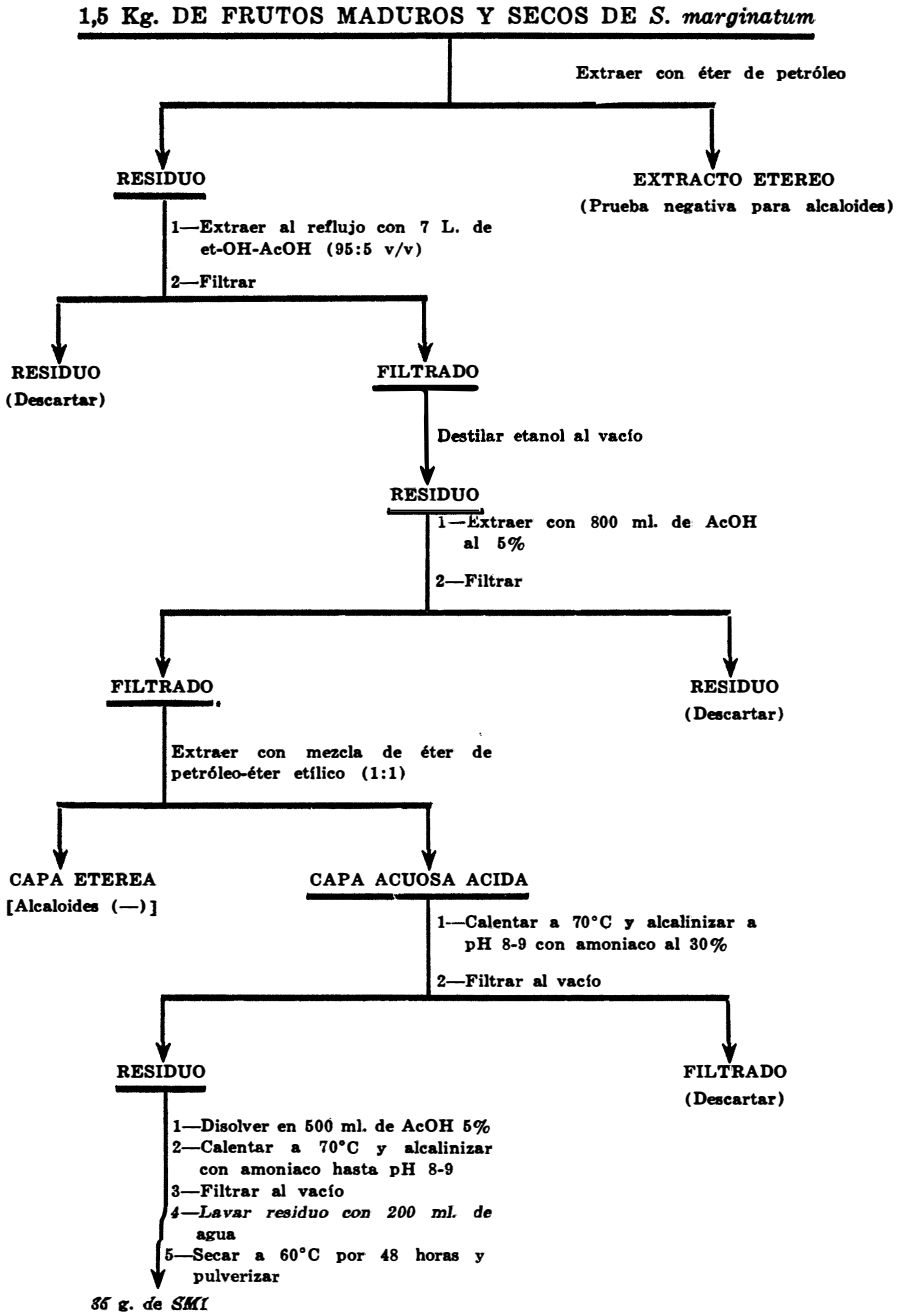 1,5 Kg. DE FRUTOS MADUROS Y SECOS DE S. marginatum
Extraer con éter de petróleo
RESIDUO
EXTRACTO ETEREO
(Prueba negativa para alcaloides)
1—Extraer al reflujo con 7 L. de
et-OH-AcOH (95:5 v/v)
2—Filtrar
RESIDUO
(Descartar)
FILTRADO
Destilar etanol al vacío
RESIDUO
1—Extraer con 800 ml. de AcOH
al 5%
2—Filtrar
FILTRADO
RESIDUO
(Descartar)
Extraer con mezcla de éter de
petróleo-éter etílico (1:1)
CAPA ETEREA
[Alcaloides (—)]
CAPA ACUOSA ACIDA
1—Calentar a 70°C y alcalinizar a
pH 8-9 con amoniaco al 30%
2—Filtrar al vacío
RESIDUO
FILTRADO
(Descartar)
1—Disolver en 500 ml. de AcOH 5%
2—Calentar a 70°C y alcalinizar
con amoniaco hasta pH 8-9
3—Filtrar al vacío
4—Lavar residuo con 200 ml. de
agua
5—Secar a 60°C por 48 horas y
pulverizar
g. de SM1